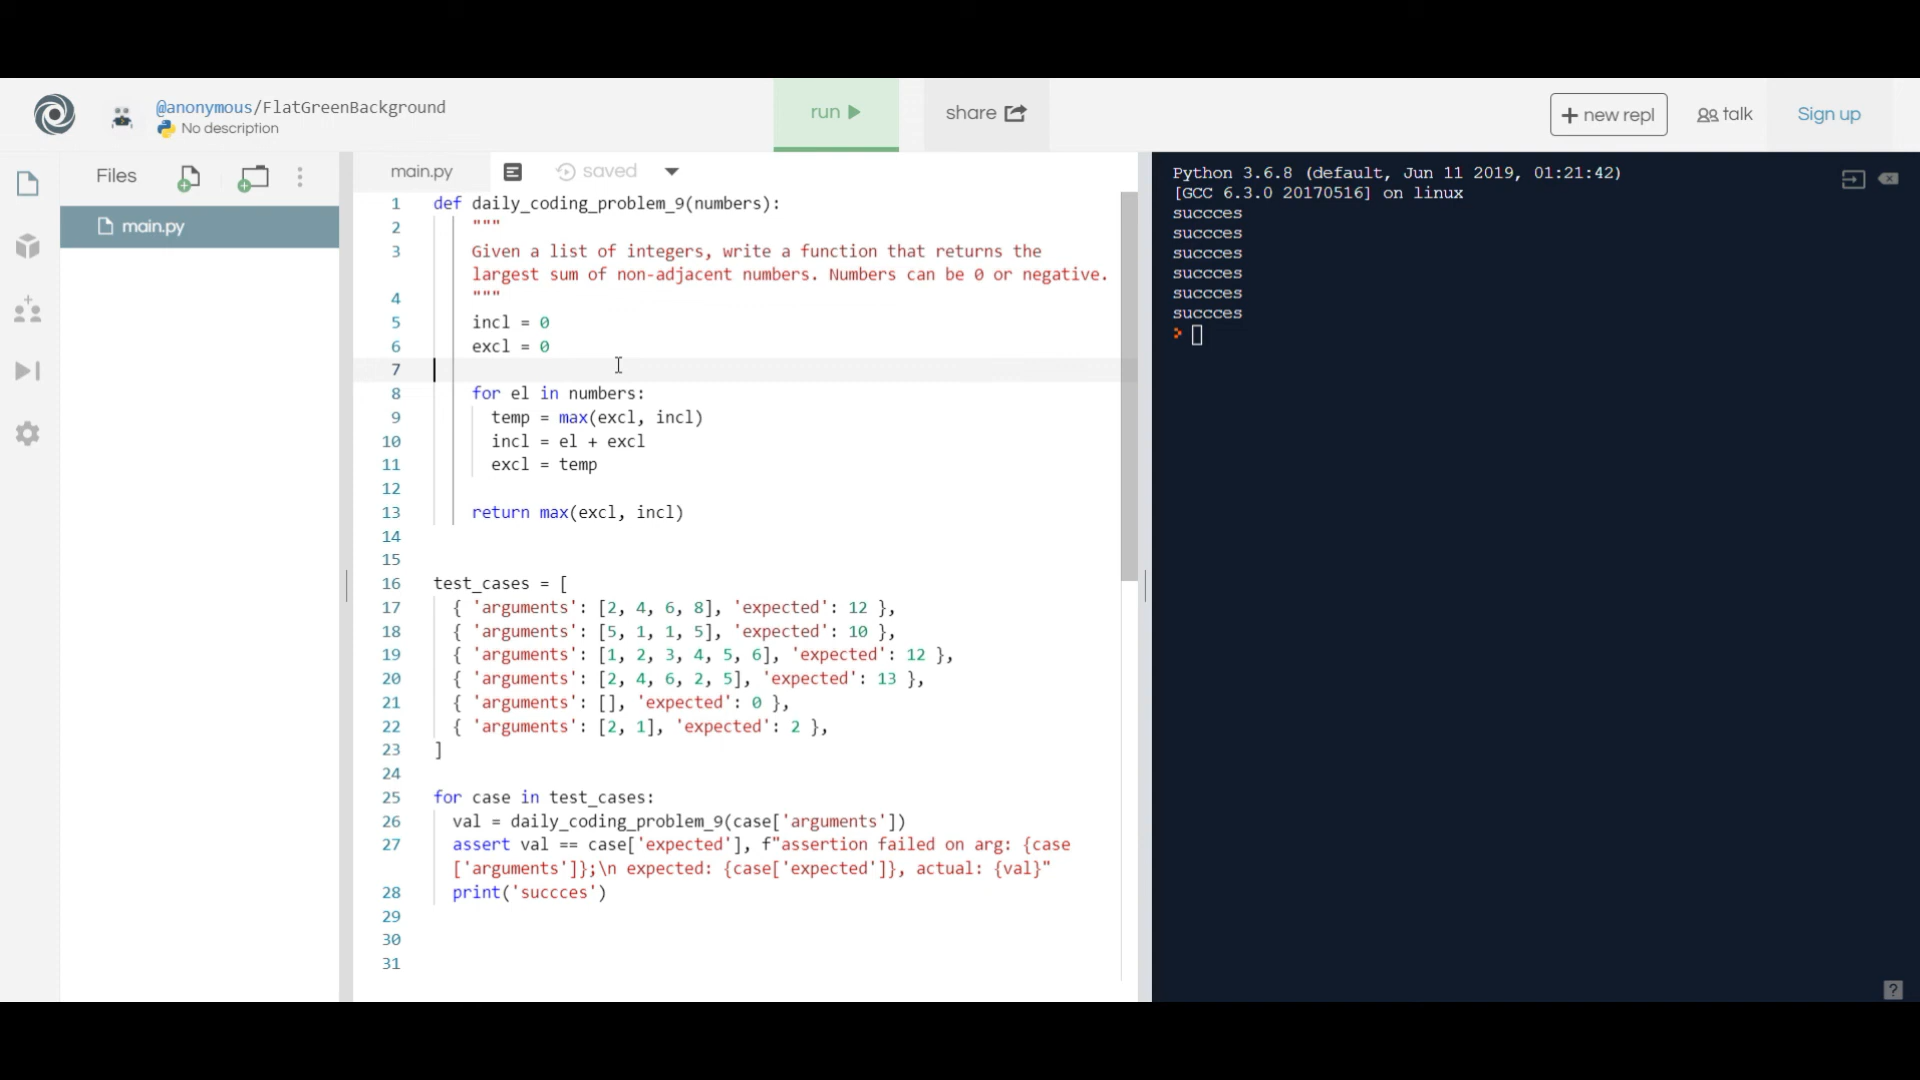 @anonymous/FlatGreenBackground
No description
run
share
+ new repl
talk
Sign up
Files
main.py
main.py
saved
1 def daily_coding_problem_9(numbers):
2 """
3 Given a list of integers, write a function that returns the
largest sum of non-adjacent numbers. Numbers can be 0 or negative.
4 """
5 incl = 0
6 excl = 0
7
8 for el in numbers:
9 temp = max(excl, incl)
10 incl = el + excl
11 excl = temp
12
13 return max(excl, incl)
14
15
16 test_cases = [
17 { 'arguments': [2, 4, 6, 8], 'expected': 12 },
18 { 'arguments': [5, 1, 1, 5], 'expected': 10 },
19 { 'arguments': [1, 2, 3, 4, 5, 6], 'expected': 12 },
20 { 'arguments': [2, 4, 6, 2, 5], 'expected': 13 },
21 { 'arguments': [], 'expected': 0 },
22 { 'arguments': [2, 1], 'expected': 2 },
23 ]
24
25 for case in test_cases:
26 val = daily_coding_problem_9(case['arguments'])
27 assert val == case['expected'], f"assertion failed on arg: {case
['arguments']};\n expected: {case['expected']}, actual: {val}"
28 print('succces')
29
30
31
Python 3.6.8 (default, Jun 11 2019, 01:21:42)
[GCC 6.3.0 20170516] on linux
succces
succces
succces
succces
succces
succces
>
?